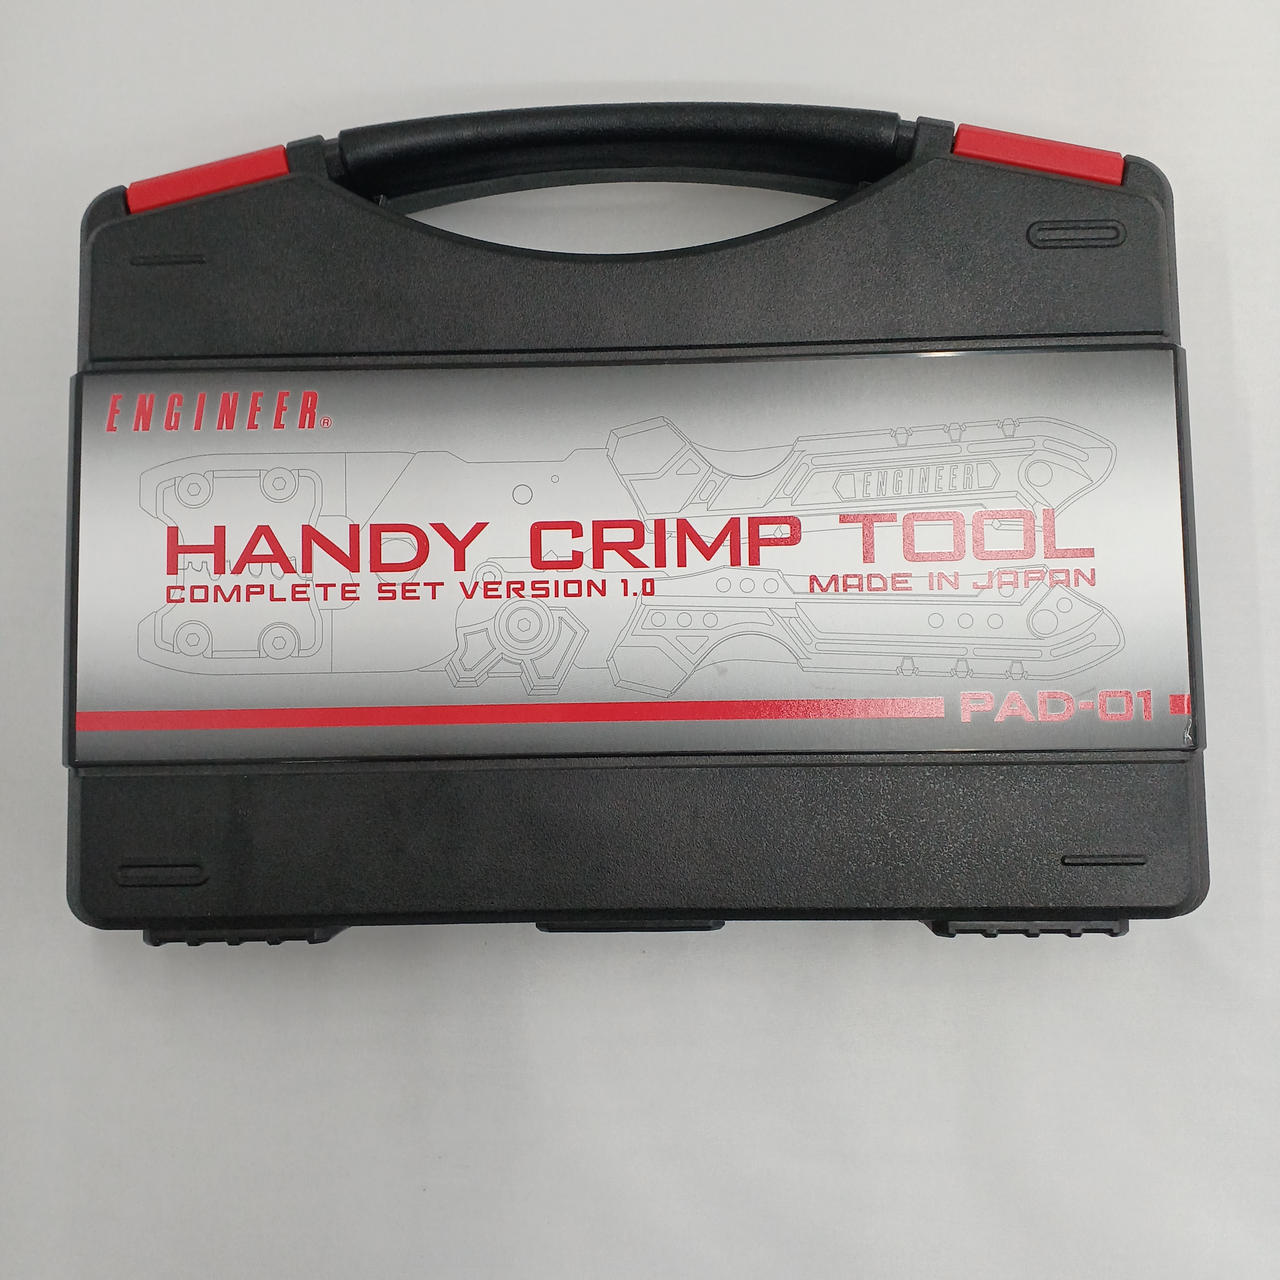 ENGINEER®
ENGINEER
HANDY CRIMP TOOL
COMPLETE SET VERSION 1.0
MADE IN JAPAN
PAD-01